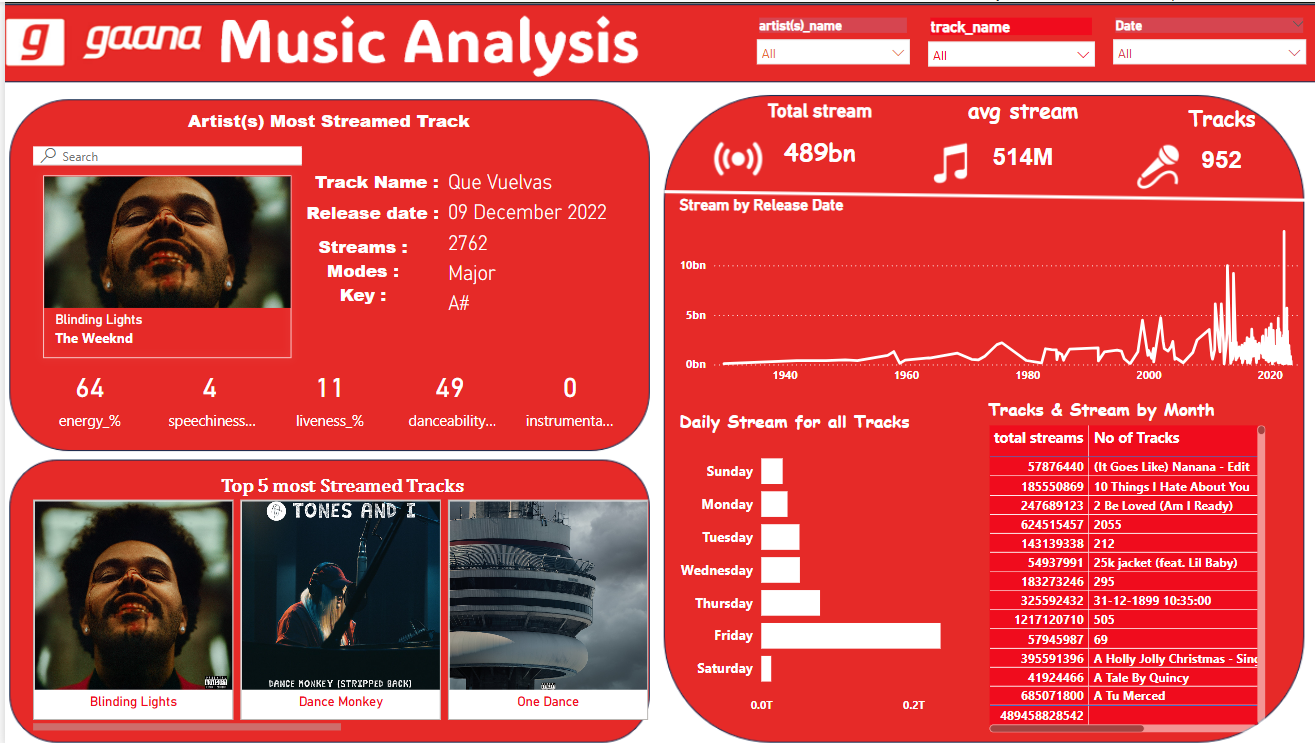 g gaana Music Analysis
artist(s)_name
All
track_name
All
Date
All
Artist(s) Most Streamed Track
Search
Blinding Lights
The Weeknd
Track Name : Que Vuelvas
Release date : 09 December 2022
Streams : 2762
Modes : Major
Key : A#
64
energy_%
4
speechiness...
11
liveness_%
49
danceability...
0
instrumenta...
Top 5 most Streamed Tracks
TONES AND I
DANCE MONKEY (STRIPPED BACK)
Blinding Lights
Dance Monkey
One Dance
Total stream
489bn
avg stream
514M
Tracks
952
Stream by Release Date
10bn
5bn
0bn
1940 1960 1980 2000 2020
Daily Stream for all Tracks
Sunday
Monday
Tuesday
Wednesday
Thursday
Friday
Saturday
0.0T 0.2T
Tracks & Stream by Month
total streams No of Tracks
57876440 (It Goes Like) Nanana - Edit
185550869 10 Things I Hate About You
247689123 2 Be Loved (Am I Ready)
624515457 2055
143139338 212
54937991 25k jacket (feat. Lil Baby)
183273246 295
325592432 31-12-1899 10:35:00
1217120710 505
57945987 69
395591396 A Holly Jolly Christmas - Sin
41924466 A Tale By Quincy
685071800 A Tu Merced
489458828542